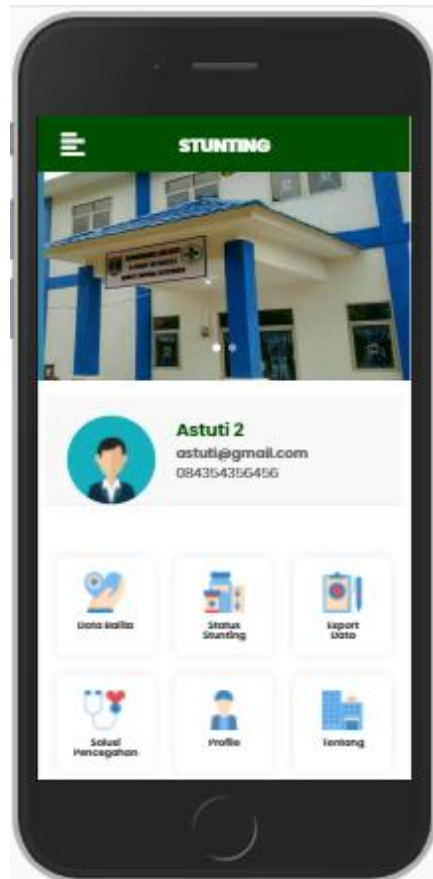 STUNTING
Astuti 2
astuti@gmail.com
084354356456
Data Balita
Status
Stunting
Export
Data
Solusi
Pencegahan
Profile
Tentang